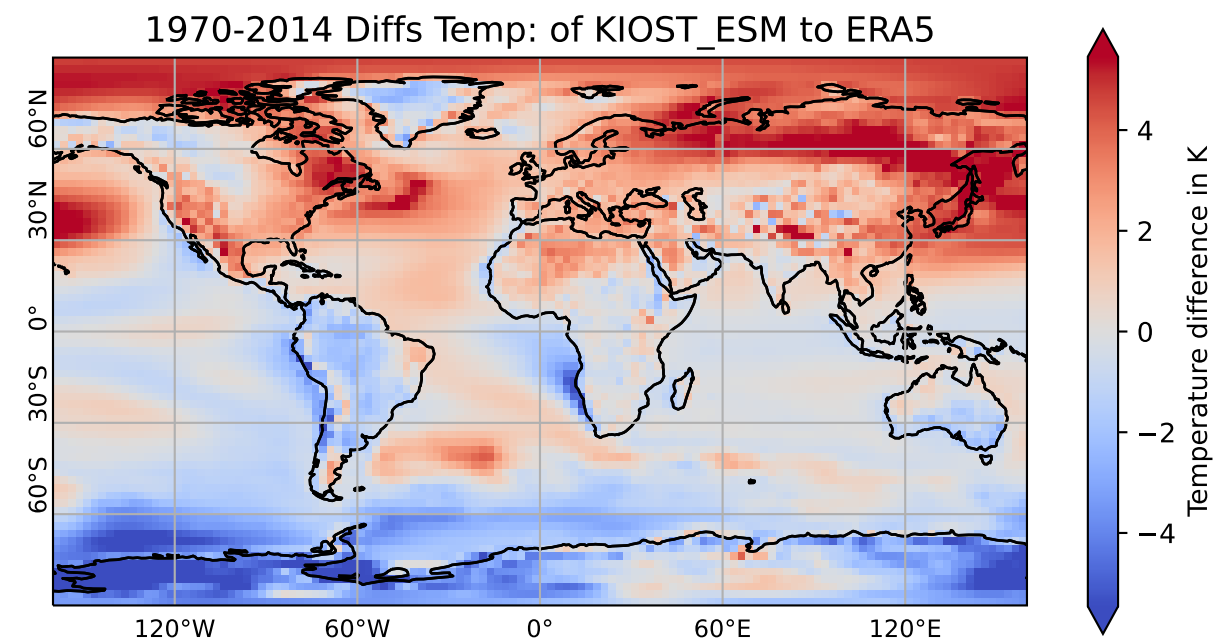 1970-2014 Diffs Temp: of KIOST_ESM to ERA5
60°N
30°N
0°
30°S
60°S
120°W
60°W
0°
60°E
120°E
4
2
0
−2
−4
Temperature difference in K